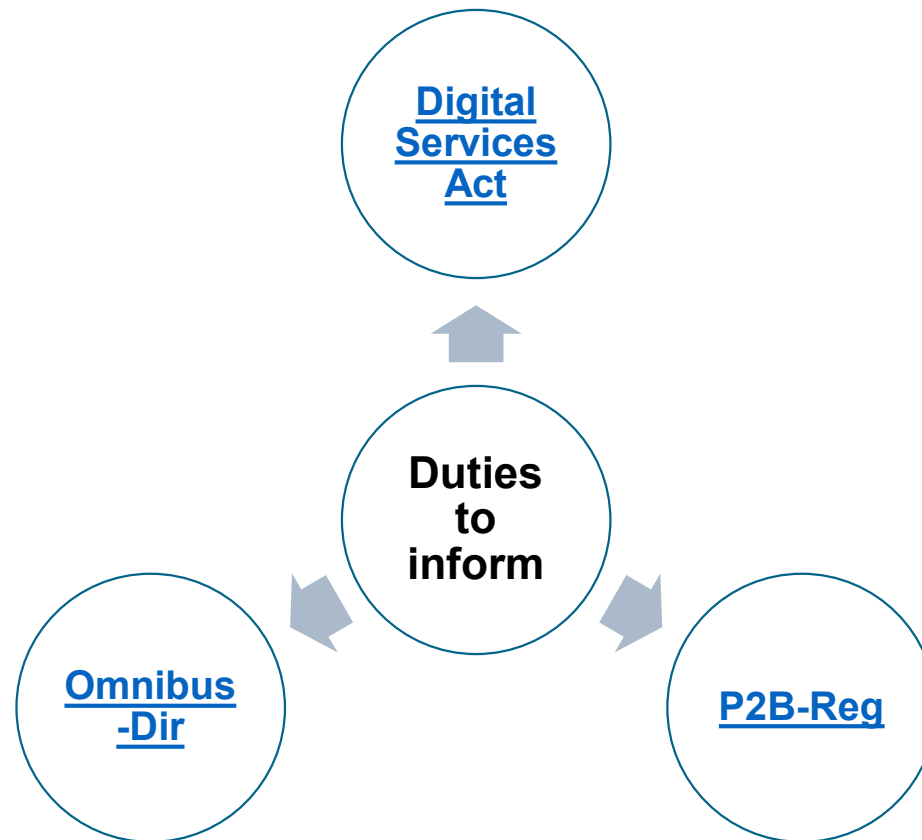 Digital
Services
Act
Duties
to
inform
Omnibus
-Dir
P2B-Reg